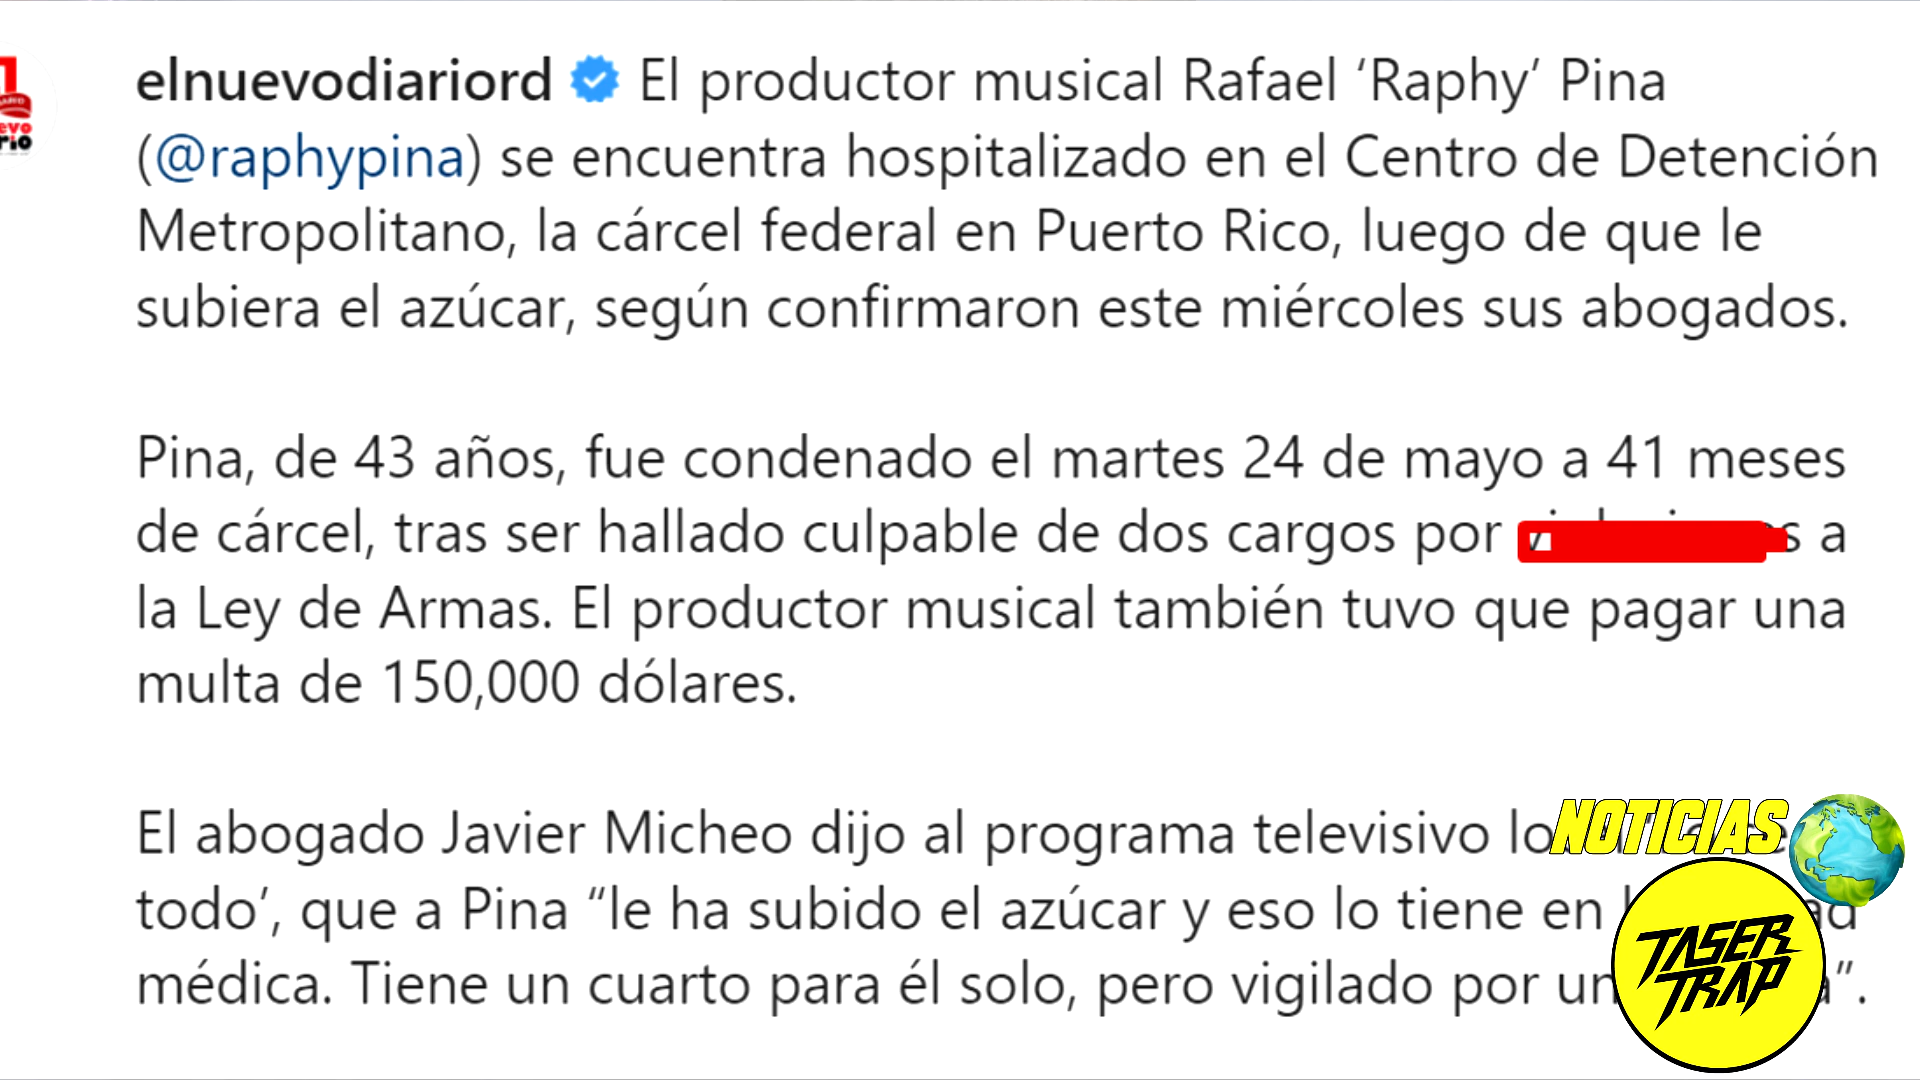 elnuevodiariord El productor musical Rafael ‘Raphy’ Pina
(@raphypina) se encuentra hospitalizado en el Centro de Detención
Metropolitano, la cárcel federal en Puerto Rico, luego de que le
subiera el azúcar, según confirmaron este miércoles sus abogados.
Pina, de 43 años, fue condenado el martes 24 de mayo a 41 meses
de cárcel, tras ser hallado culpable de dos cargos por a
la Ley de Armas. El productor musical también tuvo que pagar una
multa de 150,000 dólares.
El abogado Javier Micheo dijo al programa televisivo
todo’, que a Pina “le ha subido el azúcar y eso lo tiene en
médica. Tiene un cuarto para él solo, pero vigilado por
NOTICIAS
TASER
TRAP